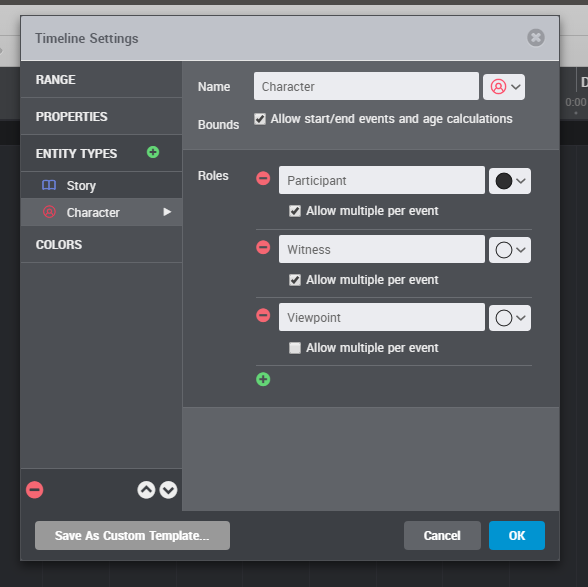 Timeline Settings
RANGE
PROPERTIES
ENTITY TYPES
Story
Character
COLORS
Name
Character
Bounds
Allow start/end events and age calculations
Roles
Participant
Allow multiple per event
Witness
Allow multiple per event
Viewpoint
Allow multiple per event
D
0:00
Save As Custom Template...
Cancel
OK